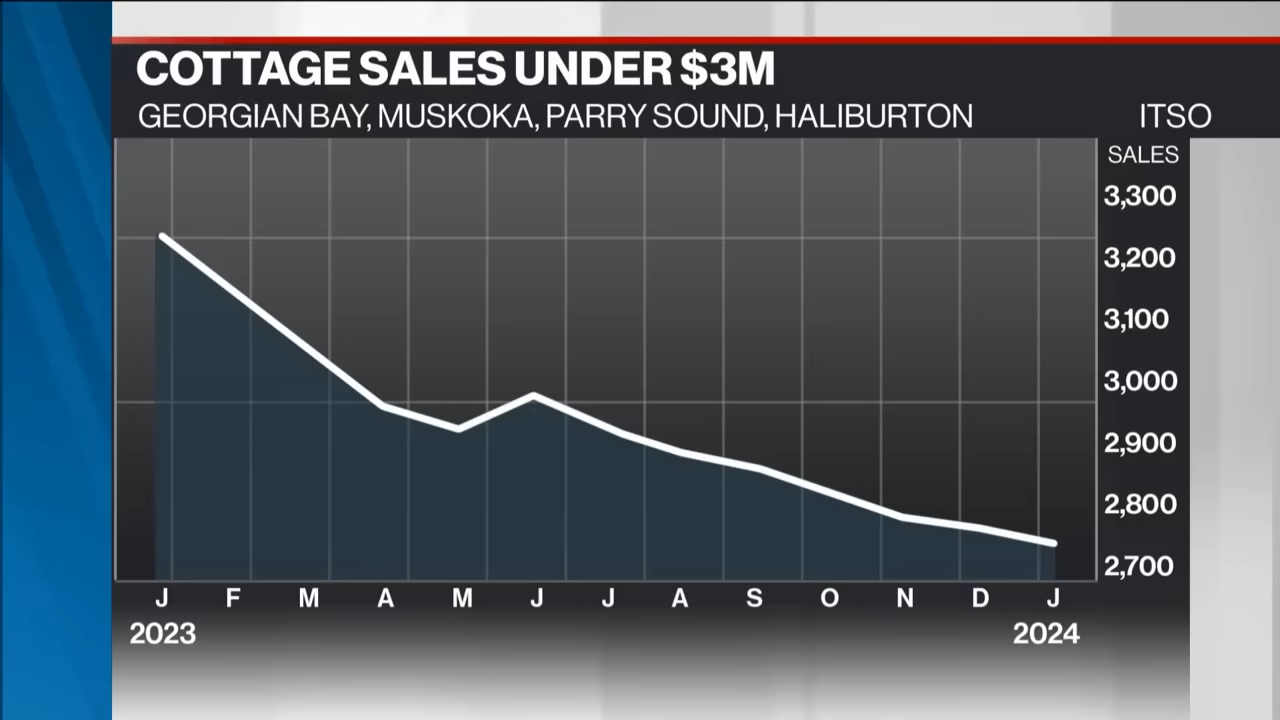 COTTAGE SALES UNDER $3M
GEORGIAN BAY, MUSKOKA, PARRY SOUND, HALIBURTON
ITSO
SALES
3,300
3,200
3,100
3,000
2,900
2,800
2,700
J F M A M J J A S O N D J
2023 2024